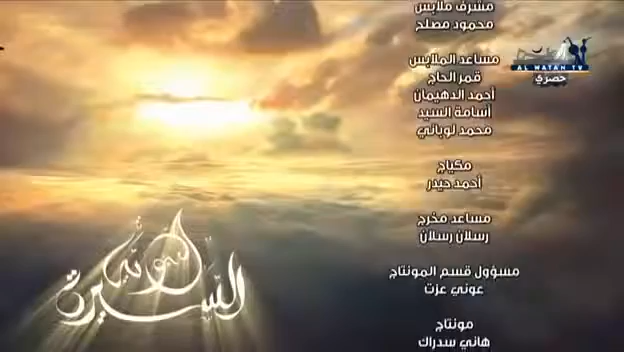 مشرف ملابس
محمود مصلح
مساعد الملابس
قمر الحاج
أحمد الدهيمان
أسامة السيد
محمد لوباني
مكياج
أحمد حيدر
مساعد مخرج
رسلان رسلان
مسؤول قسم المونتاج
عوني عزت
مونتاج
هاني سدراك
AL WATAN TV
حصري
السيرة النبوية